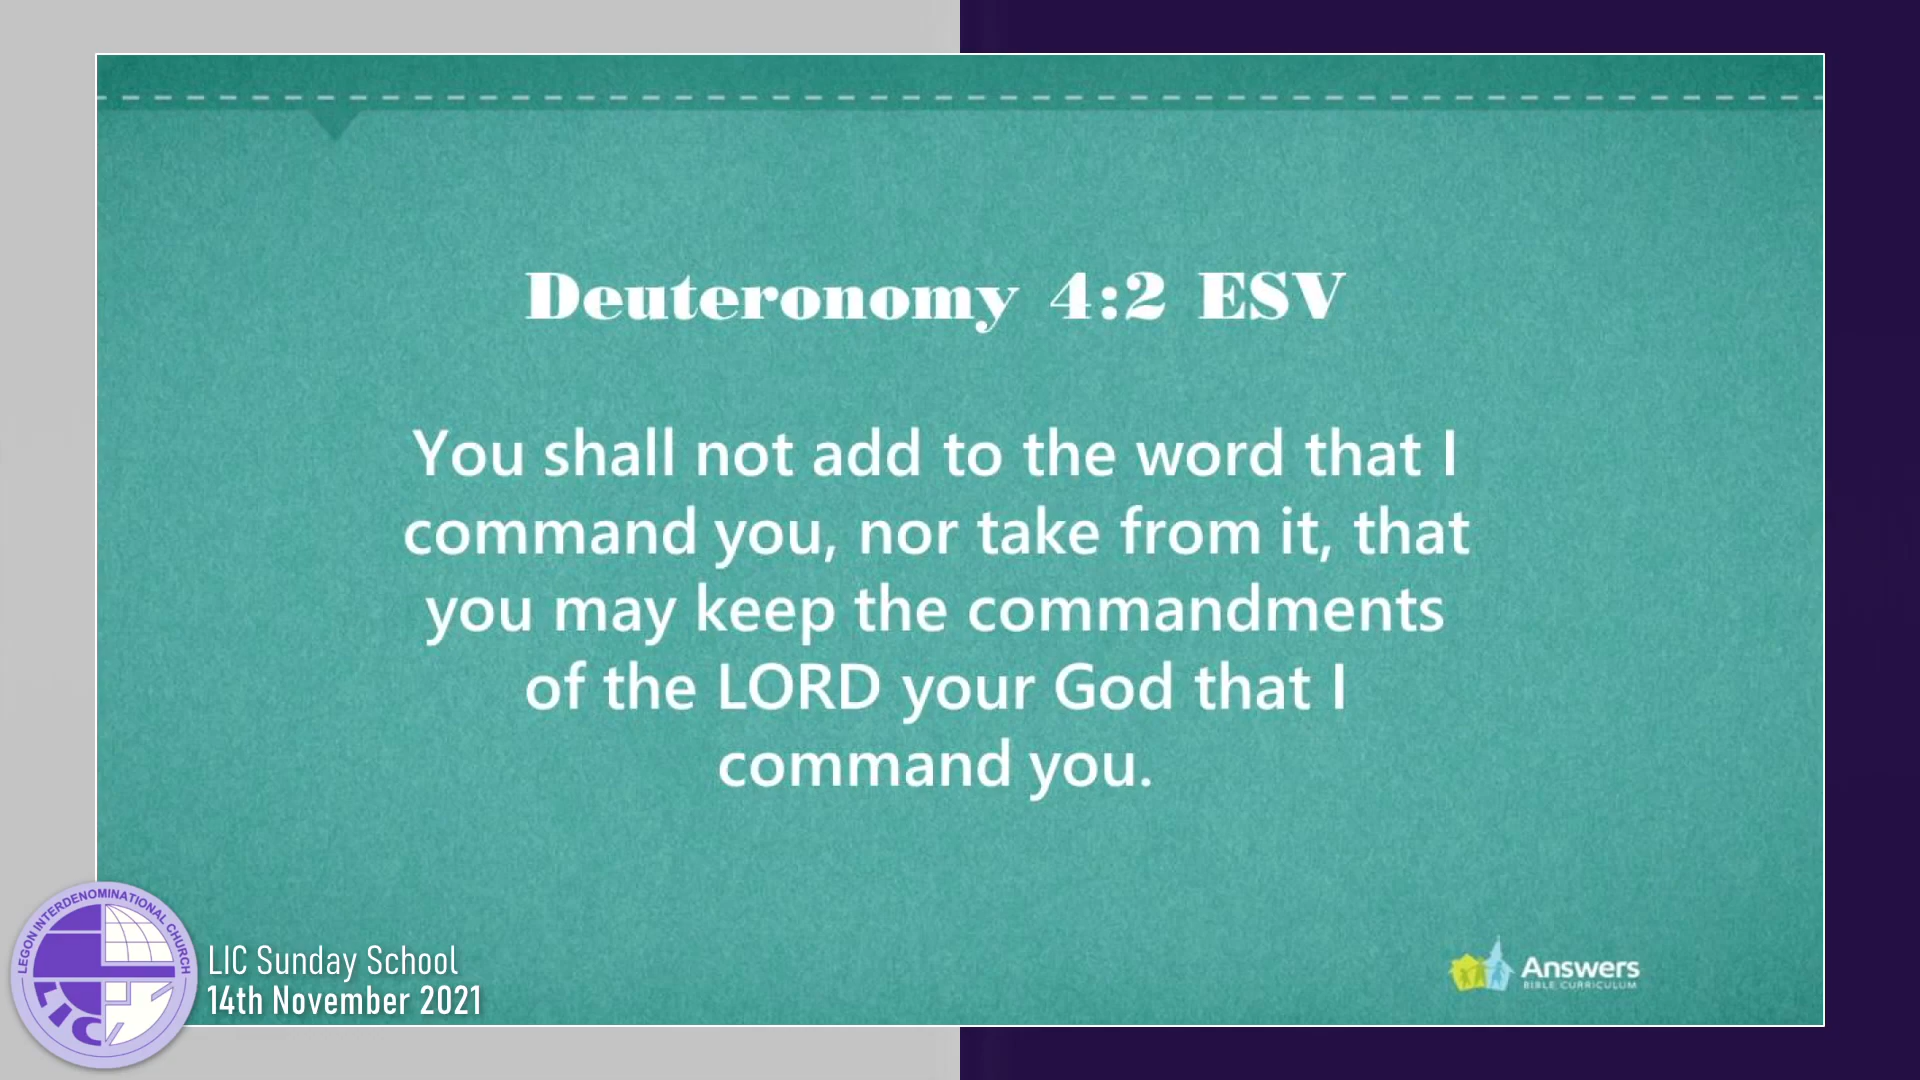 Deuteronomy 4:2 ESV
You shall not add to the word that I
command you, nor take from it, that
you may keep the commandments
of the LORD your God that I
command you.
LEGON INTERDENOMINATIONAL CHURCH
LIC
LIC Sunday School
14th November 2021
Answers
BIBLE CURRICULUM